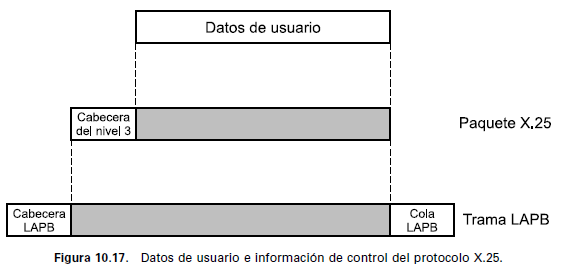 Datos de usuario
Cabecera
del nivel 3
Paquete X.25
Cabecera
LAPB
Cola
LAPB
Trama LAPB
Figura 10.17. Datos de usuario e información de control del protocolo X.25.